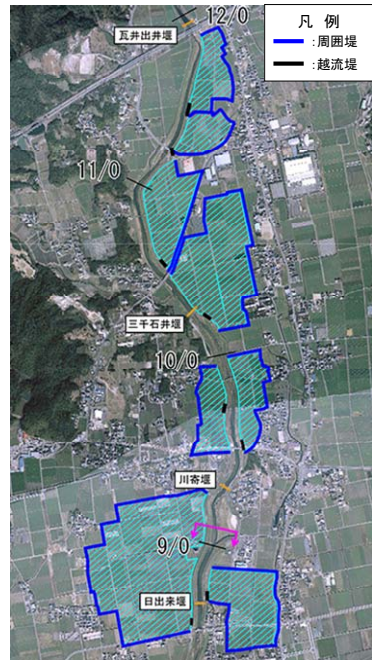 12/0
瓦井出井堰
凡 例
:周囲堤
:越流堤
11/0
三千石井堰
10/0
川寄堰
9/0
日出来堰